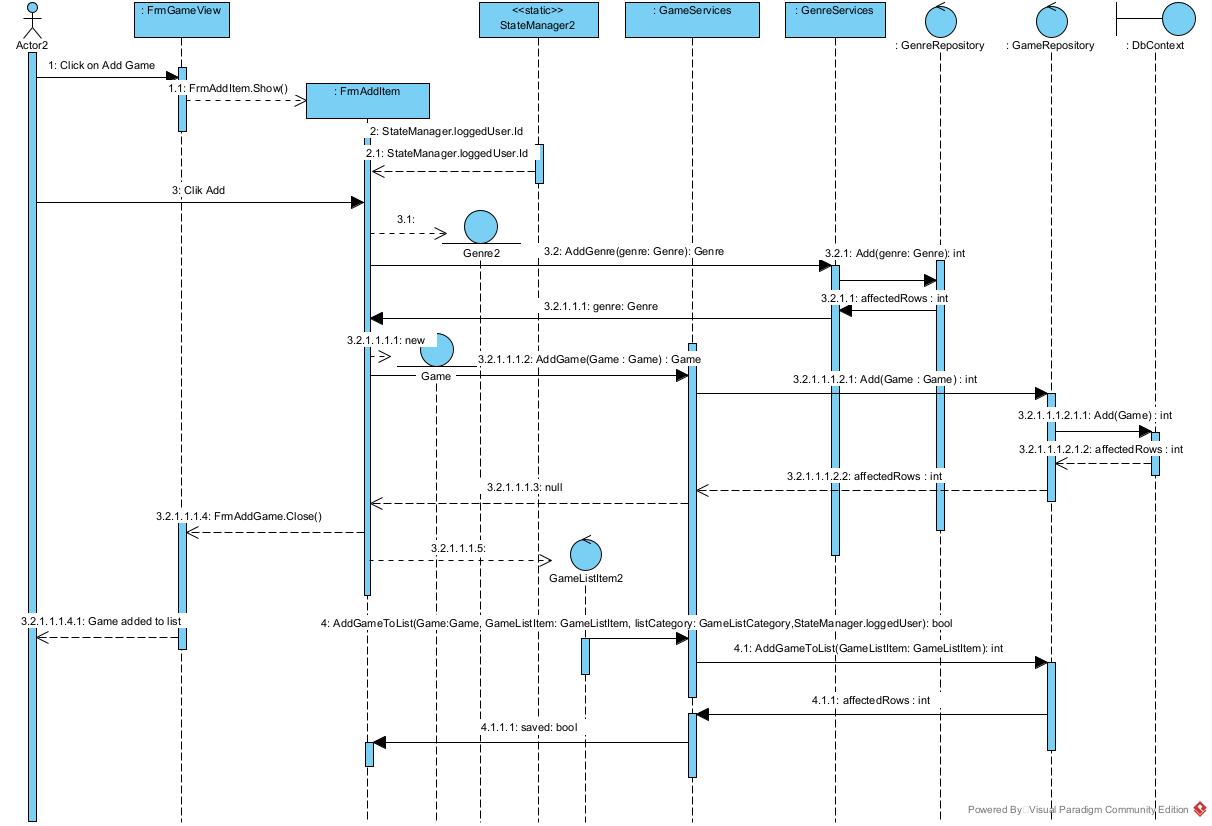 : FrmGameView
<<static>>
StateManager2
: GameServices
: GenreServices
Actor2
: GenreRepository
: GameRepository
: DbContext
1: Click on Add Game
1.1: FrmAddItem.Show()
: FrmAddItem
2: StateManager.loggedUser.Id
2.1: StateManager.loggedUser.Id
3: Clik Add
3.1:
Genre2
3.2: AddGenre(genre: Genre): Genre
3.2.1: Add(genre: Genre): int
3.2.1.1: affectedRows : int
3.2.1.1.1: genre: Genre
3.2.1.1.1.1: new
Game
3.2.1.1.1.2: AddGame(Game : Game) : Game
3.2.1.1.1.2.1: Add(Game : Game) : int
3.2.1.1.1.2.1.1: Add(Game) : int
3.2.1.1.1.2.1.2: affectedRows : int
3.2.1.1.1.2.2: affectedRows : int
3.2.1.1.1.3: null
3.2.1.1.1.4: FrmAddGame.Close()
3.2.1.1.1.5:
GameListItem2
3.2.1.1.1.4.1: Game added to list
4: AddGameToList(Game:Game, GameListItem: GameListItem, listCategory: GameListCategory,StateManager.loggedUser): bool
4.1: AddGameToList(GameListItem: GameListItem): int
4.1.1: affectedRows : int
4.1.1.1: saved: bool
Powered By Visual Paradigm Community Edition